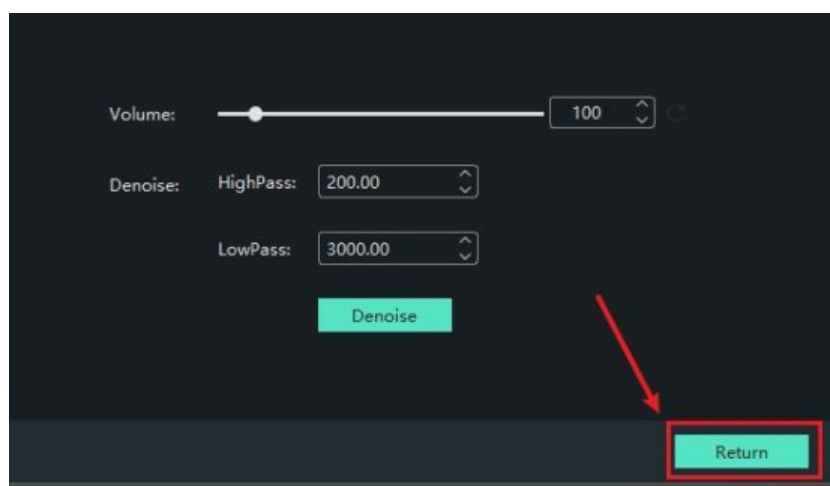 Volume: 100
Denoise: HighPass: 200.00
LowPass: 3000.00
Denoise
Return